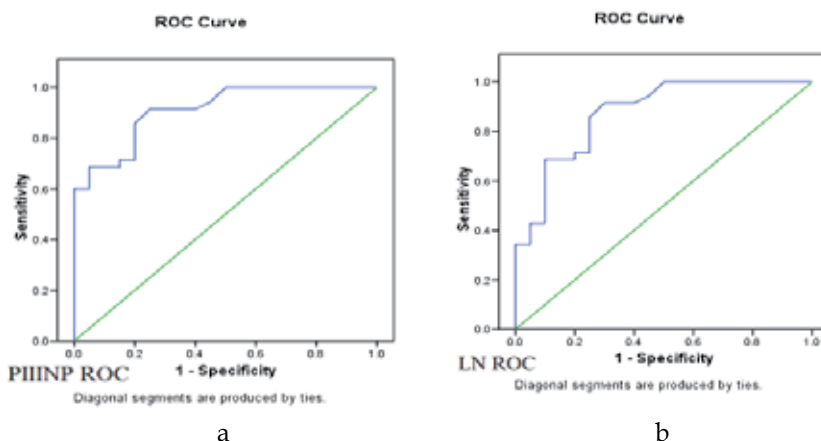 ROC Curve
1.0
0.8
0.6
0.4
0.2
0.0
Sensitivity
0.0 0.2 0.4 0.6 0.8 1.0
1 - Specificity
PIIINP ROC
Diagonal segments are produced by ties.
a
ROC Curve
1.0
0.8
0.6
0.4
0.2
0.0
Sensitivity
0.0 0.2 0.4 0.6 0.8 1.0
1 - Specificity
LN ROC
Diagonal segments are produced by ties.
b